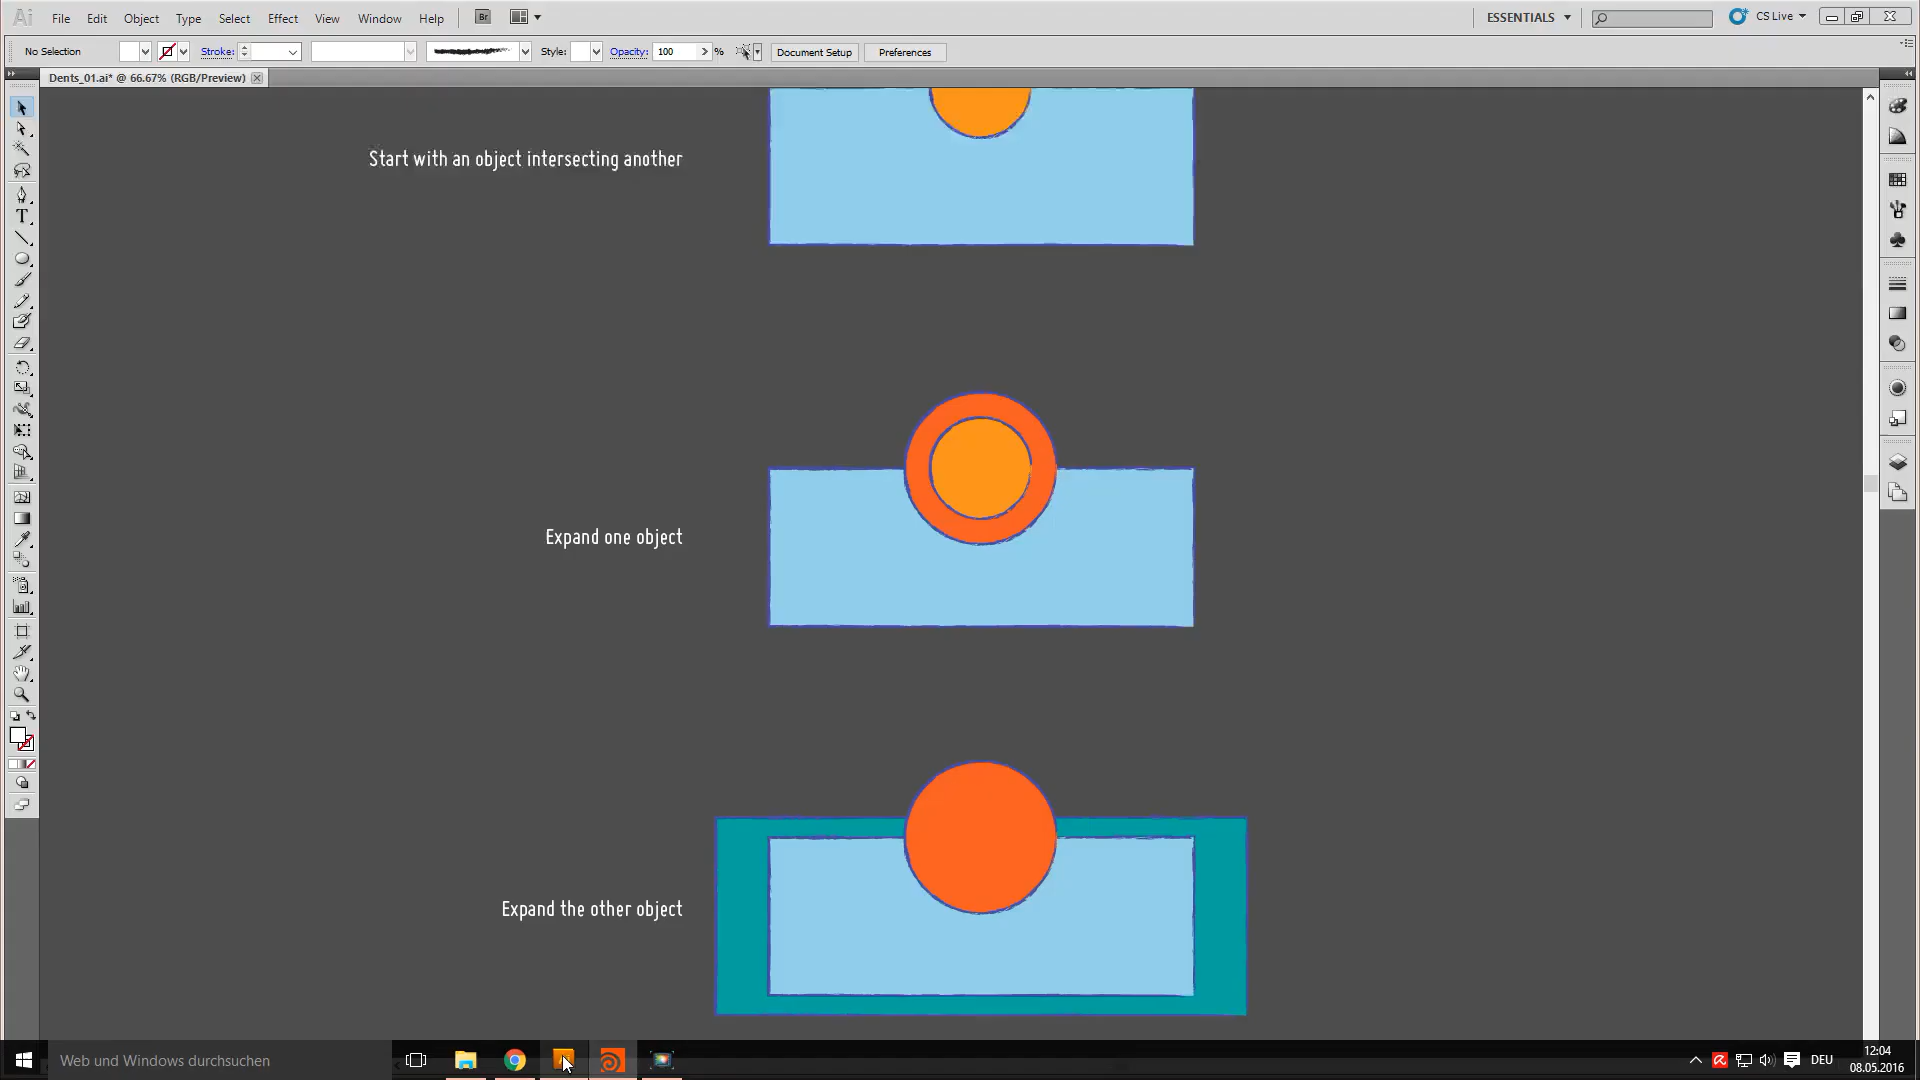 Ai File Edit Object Type Select Effect View Window Help Br ESSENTIALS CS Live
No Selection Stroke: Style: Opacity: 100 % Document Setup Preferences
Dents_01.ai* @ 66.67% (RGB/Preview)
Start with an object intersecting another
Expand one object
Expand the other object
Web und Windows durchsuchen
DEU
12:04
08.05.2016